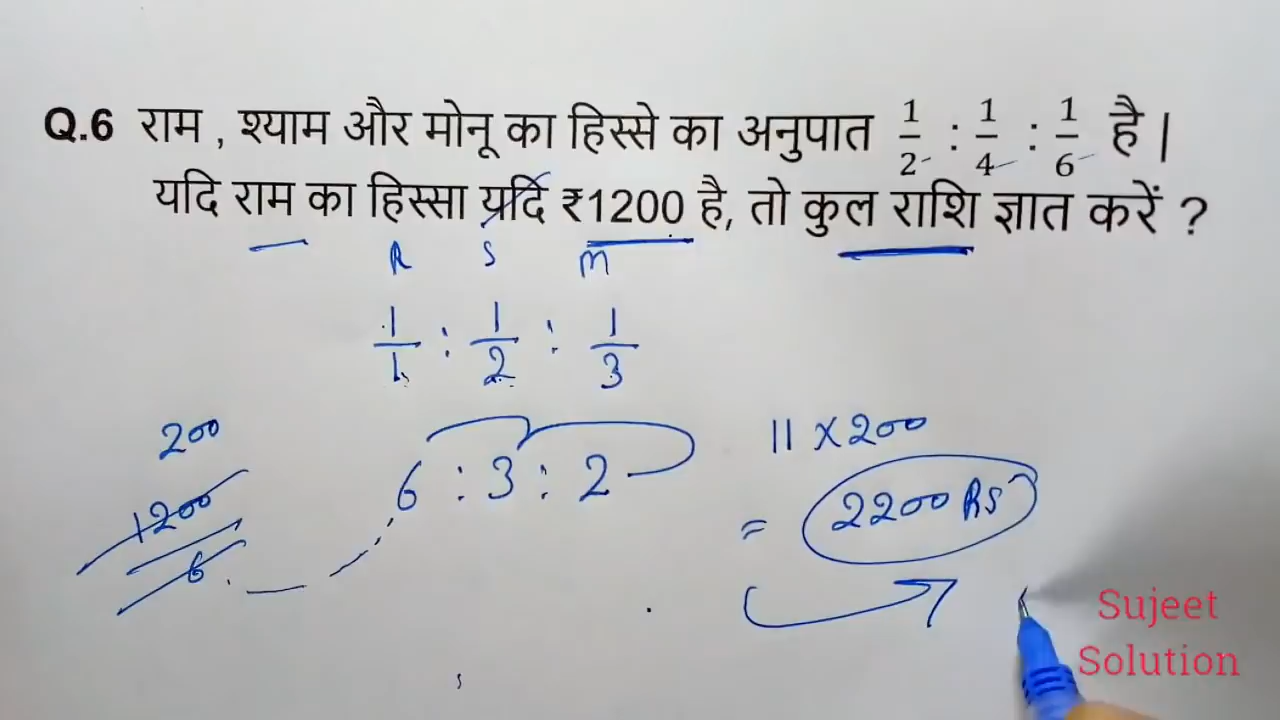 Q.6 राम , श्याम और मोनू का हिस्से का अनुपात 1/2 : 1/4 : 1/6 है |
यदि राम का हिस्सा यदि ₹1200 है, तो कुल राशि ज्ञात करें ?
R S M
1/1 : 1/2 : 1/3
200
1200/6
6 : 3 : 2
11 x 200
= 2200 RS
Sujeet
Solution